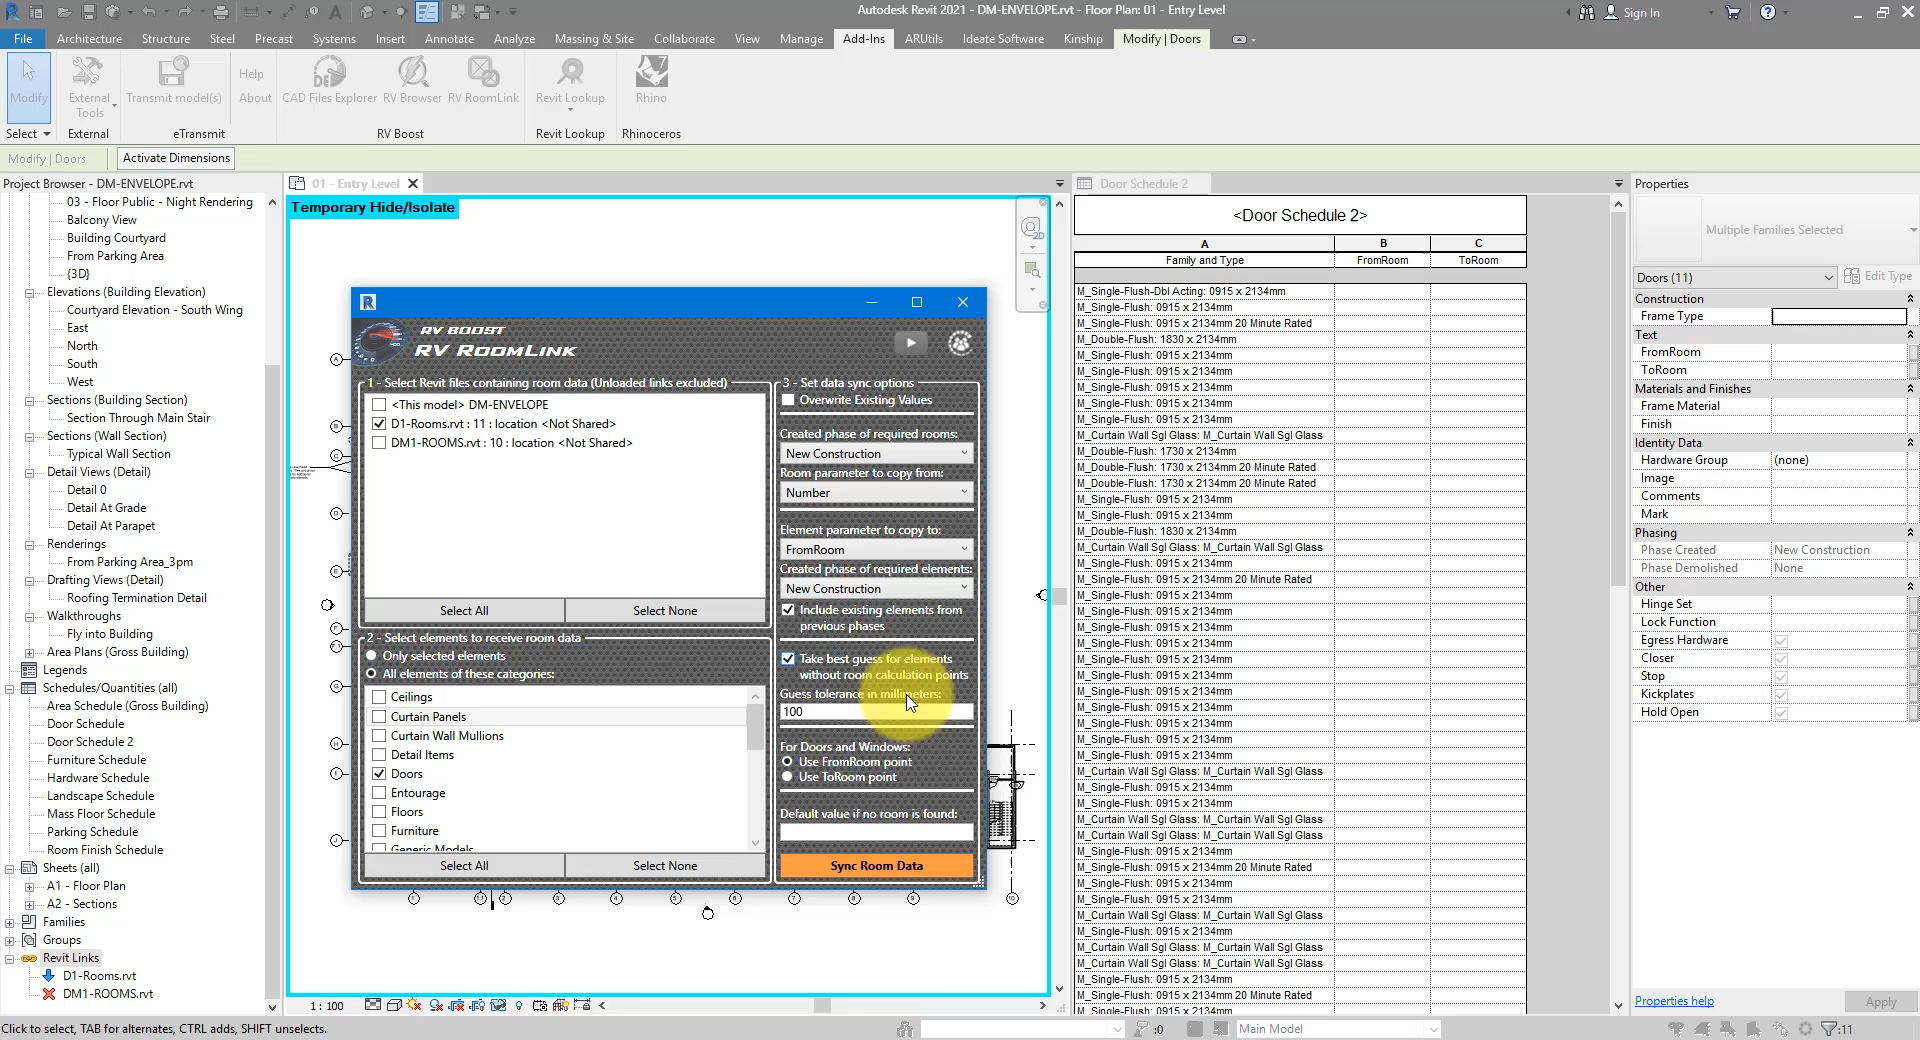 Autodesk Revit 2021 - DM-ENVELOPE.rvt - Floor Plan: 01 - Entry Level
Sign In
File
Architecture
Structure
Steel
Precast
Systems
Insert
Annotate
Analyze
Massing & Site
Collaborate
View
Manage
Add-Ins
ARUtils
Ideate Software
Kinship
Modify | Doors
Modify
External
Tools
Transmit model(s)
Help
About
CAD Files Explorer
RV Browser
RV RoomLink
Revit Lookup
Rhino
Select
External
eTransmit
RV Boost
Revit Lookup
Rhinoceros
Modify | Doors
Activate Dimensions
Project Browser - DM-ENVELOPE.rvt
03 - Floor Public - Night Rendering
Balcony View
Building Courtyard
From Parking Area
{3D}
Elevations (Building Elevation)
Courtyard Elevation - South Wing
East
North
South
West
Sections (Building Section)
Section Through Main Stair
Sections (Wall Section)
Typical Wall Section
Detail Views (Detail)
Detail 0
Detail At Grade
Detail At Parapet
Renderings
From Parking Area_3pm
Drafting Views (Detail)
Roofing Termination Detail
Walkthroughs
Fly into Building
Area Plans (Gross Building)
Legends
Schedules/Quantities (all)
Area Schedule (Gross Building)
Door Schedule
Door Schedule 2
Furniture Schedule
Hardware Schedule
Landscape Schedule
Mass Floor Schedule
Parking Schedule
Room Finish Schedule
Sheets (all)
A1 - Floor Plan
A2 - Sections
Families
Groups
Revit Links
D1-Rooms.rvt
DM1-ROOMS.rvt
01 - Entry Level
Temporary Hide/Isolate
RV BOOST
RV ROOMLINK
1 - Select Revit files containing room data (Unloaded links excluded)
<This model> DM-ENVELOPE
D1-Rooms.rvt : 11 : location <Not Shared>
DM1-ROOMS.rvt : 10 : location <Not Shared>
Select All
Select None
2 - Select elements to receive room data
Only selected elements
All elements of these categories:
Ceilings
Curtain Panels
Curtain Wall Mullions
Detail Items
Doors
Entourage
Floors
Furniture
Generic Models
Select All
Select None
3 - Set data sync options
Overwrite Existing Values
Created phase of required rooms:
New Construction
Room parameter to copy from:
Number
Element parameter to copy to:
FromRoom
Created phase of required elements:
New Construction
Include existing elements from
previous phases
Take best guess for elements
without room calculation points
Guess tolerance in millimeters:
100
For Doors and Windows:
Use FromRoom point
Use ToRoom point
Default value if no room is found:
Sync Room Data
1 : 100
Door Schedule 2
<Door Schedule 2>
A B C
Family and Type FromRoom ToRoom
M_Single-Flush-Dbl Acting: 0915 x 2134mm
M_Single-Flush: 0915 x 2134mm
M_Single-Flush: 0915 x 2134mm 20 Minute Rated
M_Double-Flush: 1830 x 2134mm
M_Single-Flush: 0915 x 2134mm
M_Single-Flush: 0915 x 2134mm
M_Single-Flush: 0915 x 2134mm
M_Single-Flush: 0915 x 2134mm
M_Single-Flush: 0915 x 2134mm
M_Curtain Wall Sgl Glass: M_Curtain Wall Sgl Glass
M_Double-Flush: 1730 x 2134mm
M_Double-Flush: 1730 x 2134mm 20 Minute Rated
M_Double-Flush: 1730 x 2134mm 20 Minute Rated
M_Single-Flush: 0915 x 2134mm
M_Single-Flush: 0915 x 2134mm
M_Double-Flush: 1830 x 2134mm
M_Curtain Wall Sgl Glass: M_Curtain Wall Sgl Glass
M_Single-Flush: 0915 x 2134mm
M_Single-Flush: 0915 x 2134mm 20 Minute Rated
M_Single-Flush: 0915 x 2134mm
M_Single-Flush: 0915 x 2134mm
M_Single-Flush: 0915 x 2134mm
M_Single-Flush: 0915 x 2134mm
M_Single-Flush: 0915 x 2134mm
M_Single-Flush: 0915 x 2134mm
M_Single-Flush: 0915 x 2134mm
M_Single-Flush: 0915 x 2134mm
M_Single-Flush: 0915 x 2134mm
M_Single-Flush: 0915 x 2134mm
M_Single-Flush: 0915 x 2134mm
M_Curtain Wall Sgl Glass: M_Curtain Wall Sgl Glass
M_Single-Flush: 0915 x 2134mm
M_Single-Flush: 0915 x 2134mm
M_Curtain Wall Sgl Glass: M_Curtain Wall Sgl Glass
M_Curtain Wall Sgl Glass: M_Curtain Wall Sgl Glass
M_Single-Flush: 0915 x 2134mm
M_Single-Flush: 0915 x 2134mm 20 Minute Rated
M_Single-Flush: 0915 x 2134mm
M_Single-Flush: 0915 x 2134mm
M_Curtain Wall Sgl Glass: M_Curtain Wall Sgl Glass
M_Single-Flush: 0915 x 2134mm
M_Curtain Wall Sgl Glass: M_Curtain Wall Sgl Glass
M_Curtain Wall Sgl Glass: M_Curtain Wall Sgl Glass
M_Single-Flush: 0915 x 2134mm
M_Single-Flush: 0915 x 2134mm 20 Minute Rated
M_Single-Flush: 0915 x 2134mm
Properties
Multiple Families Selected
Doors (11)
Edit Type
Construction
Frame Type
Text
FromRoom
ToRoom
Materials and Finishes
Frame Material
Finish
Identity Data
Hardware Group (none)
Image
Comments
Mark
Phasing
Phase Created New Construction
Phase Demolished None
Other
Hinge Set
Lock Function
Egress Hardware
Closer
Stop
Kickplates
Hold Open
Properties help
Apply
Click to select, TAB for alternates, CTRL adds, SHIFT unselects.
:0
Main Model
:11